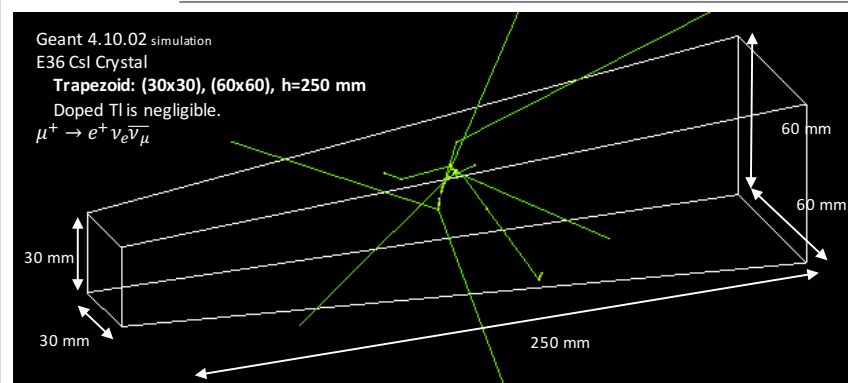 Geant 4.10.02 simulation
E36 CsI Crystal
Trapezoid: (30x30), (60x60), h=250 mm
Doped Tl is negligible.
μ⁺ → e⁺ νₑ ν̅_μ̅
60 mm
60 mm
30 mm
30 mm
250 mm